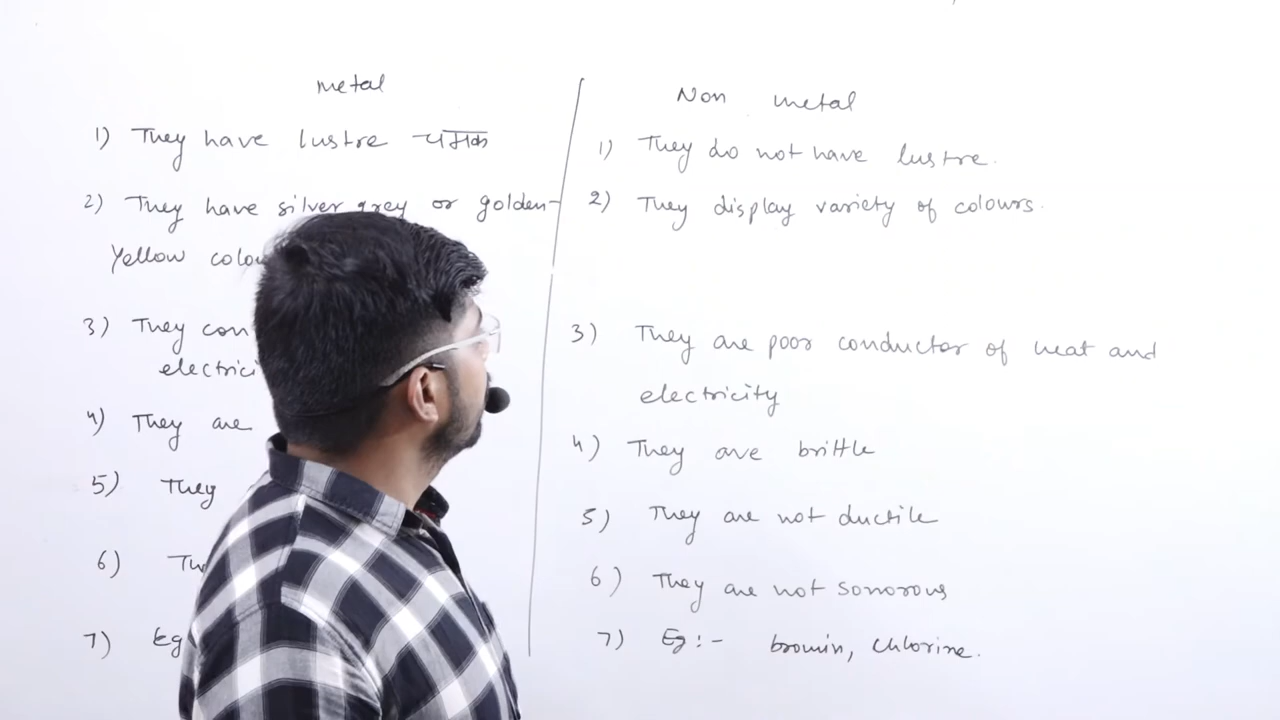 metal
1) They have lustre चमक
2) They have silver grey or golden-
Yellow colou
3) They con
electrici
4) They are
5) They
6)
7) Eg
Non metal
1) They do not have lustre.
2) They display variety of colours.
3) They are poor conductor of heat and
electricity
4) They are brittle
5) They are not ductile
6) They are not sonorous
7) Eg:- bromin, chlorine.